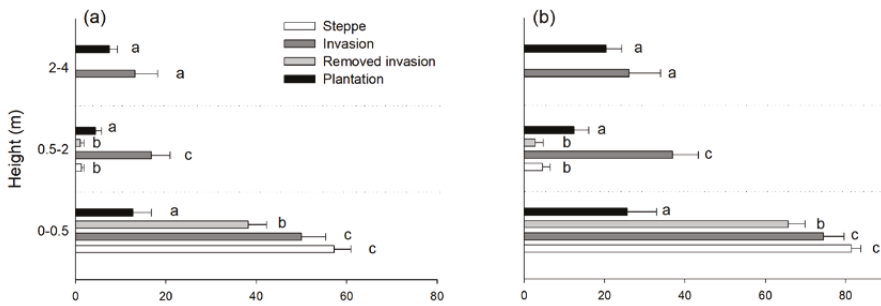 (a)
Steppe
Invasion
Removed invasion
Plantation
(b)
Height (m)
2-4
a
a
a
a
0.5-2
a
b
c
b
a
b
c
b
0-0.5
a
b
c
c
a
b
c
c
0 20 40 60 80
0 20 40 60 80